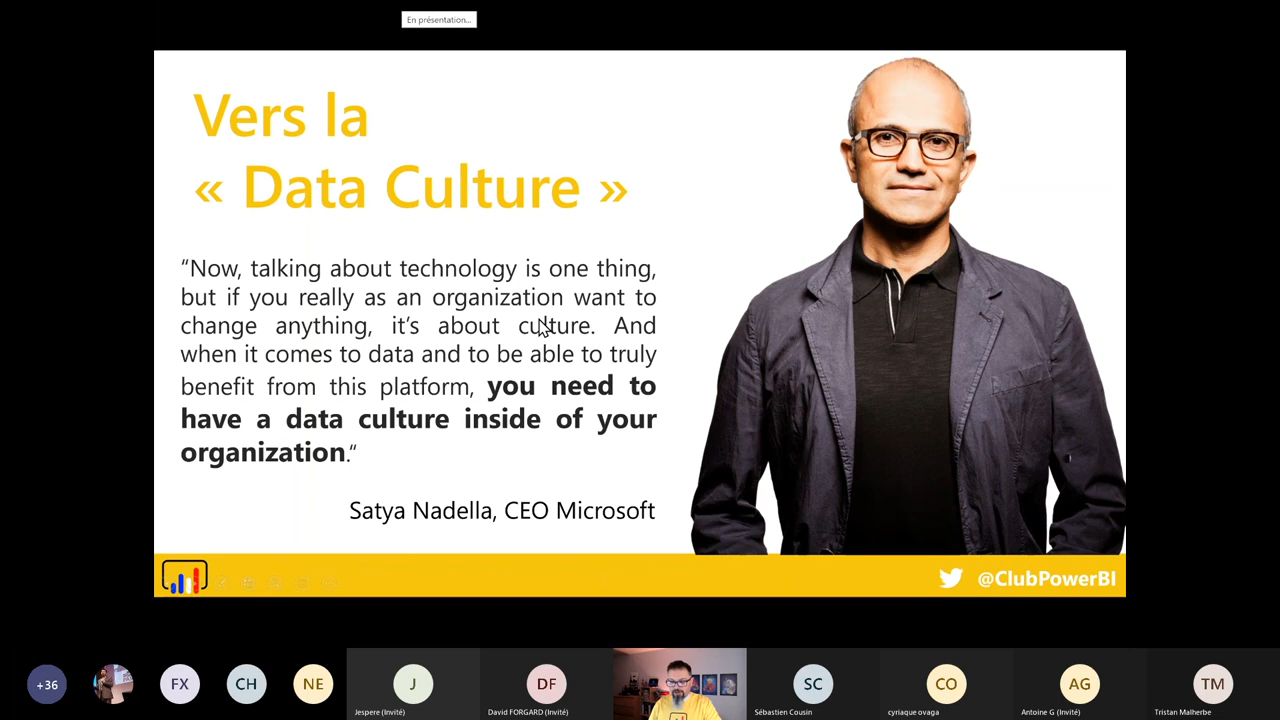 En présentation...
Vers la
« Data Culture »
“Now, talking about technology is one thing,
but if you really as an organization want to
change anything, it’s about culture. And
when it comes to data and to be able to truly
benefit from this platform, you need to
have a data culture inside of your
organization.“
Satya Nadella, CEO Microsoft
@ClubPowerBI
+36
FX
CH
NE
J
DF
SC
CO
AG
TM
Jespere (Invité)
David FORGARD (Invité)
Sébastien Cousin
cyriaque ovaga
Antoine G (Invité)
Tristan Malherbe